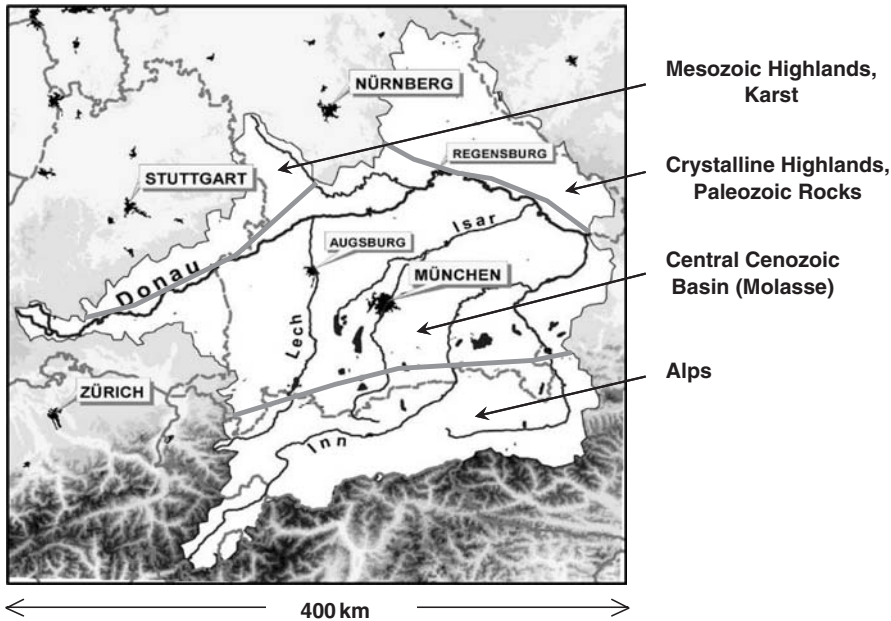 NÜRNBERG
Mesozoic Highlands,
Karst
REGENSBURG
STUTTGART
Crystalline Highlands,
Paleozoic Rocks
Isar
AUGSBURG
Donau
MÜNCHEN
Central Cenozoic
Basin (Molasse)
Lech
Alps
ZÜRICH
Inn
400 km